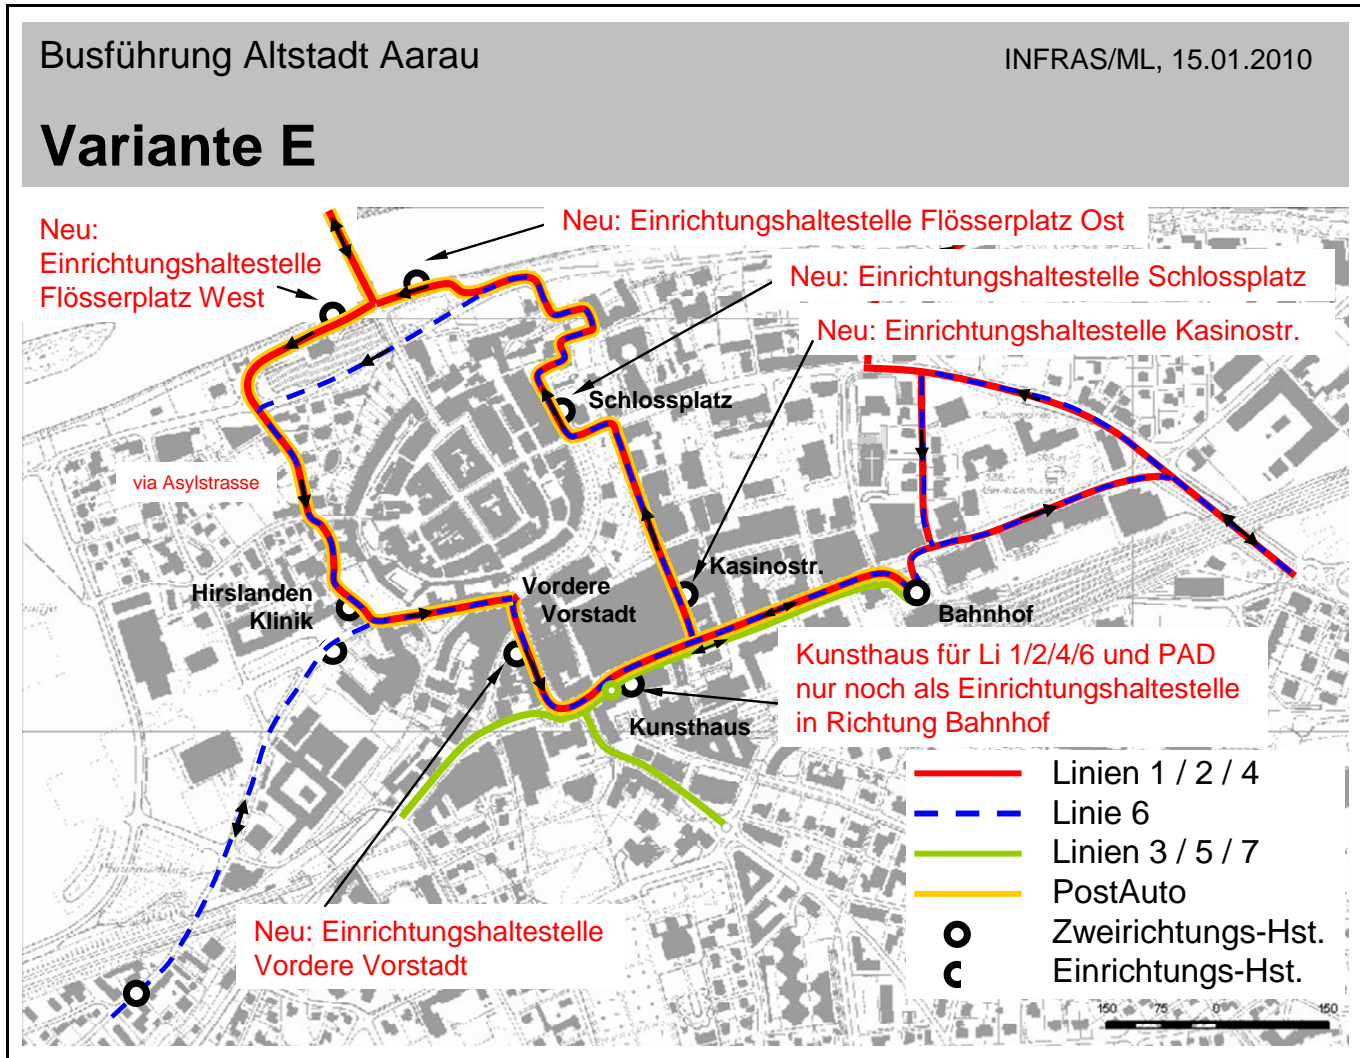 Busführung Altstadt Aarau
INFRAS/ML, 15.01.2010
Variante E
Neu:
Einrichtungshaltestelle
Flösserplatz West
Neu: Einrichtungshaltestelle Flösserplatz Ost
Neu: Einrichtungshaltestelle Schlossplatz
Neu: Einrichtungshaltestelle Kasinostr.
Schlossplatz
via Asylstrasse
Hirslanden
Klinik
Vordere
Vorstadt
Kasinostr.
Bahnhof
Kunsthaus
Kunsthaus für Li 1/2/4/6 und PAD
nur noch als Einrichtungshaltestelle
in Richtung Bahnhof
Neu: Einrichtungshaltestelle
Vordere Vorstadt
Linien 1 / 2 / 4
Linie 6
Linien 3 / 5 / 7
PostAuto
Zweirichtungs-Hst.
Einrichtungs-Hst.
150 75 0 150